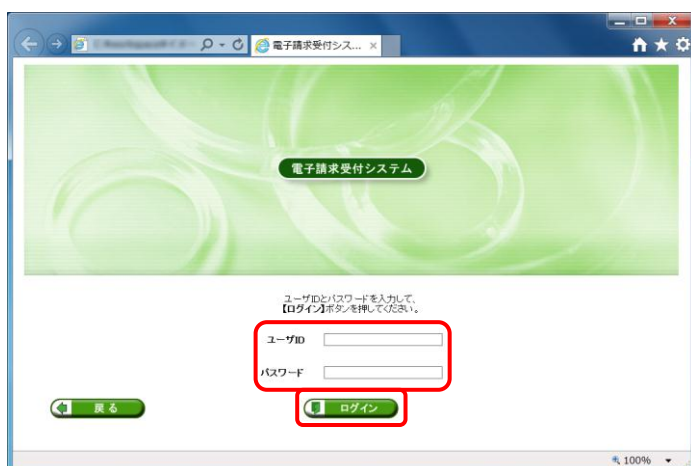 電子請求受付シス...
電子請求受付システム
ユーザIDとパスワードを入力して、
【ログイン】ボタンを押してください。
ユーザID
パスワード
戻る
ログイン
100%